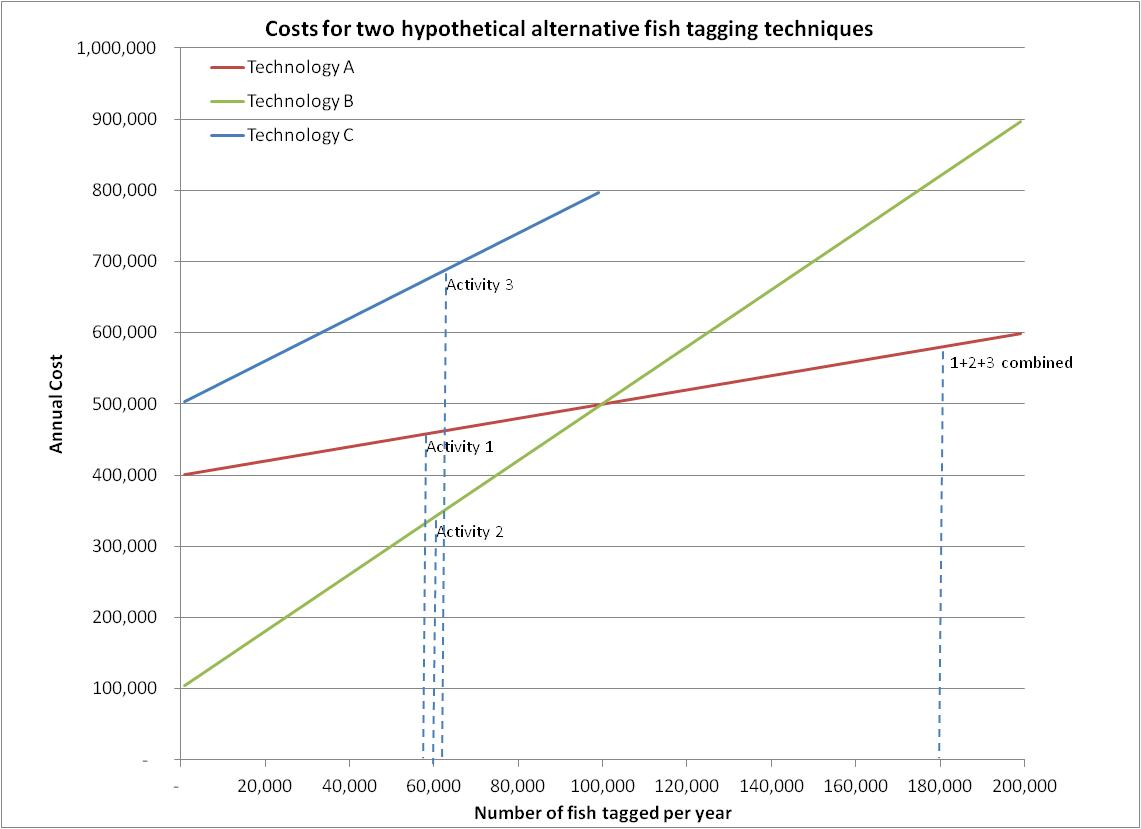 Costs for two hypothetical alternative fish tagging techniques
1,000,000
900,000
800,000
700,000
600,000
500,000
400,000
300,000
200,000
100,000
-
Technology A
Technology B
Technology C
Activity 3
1+2+3 combined
Activity 1
Activity 2
Annual Cost
-
20,000
40,000
60,000
80,000
100,000
120,000
140,000
160,000
180,000
200,000
Number of fish tagged per year